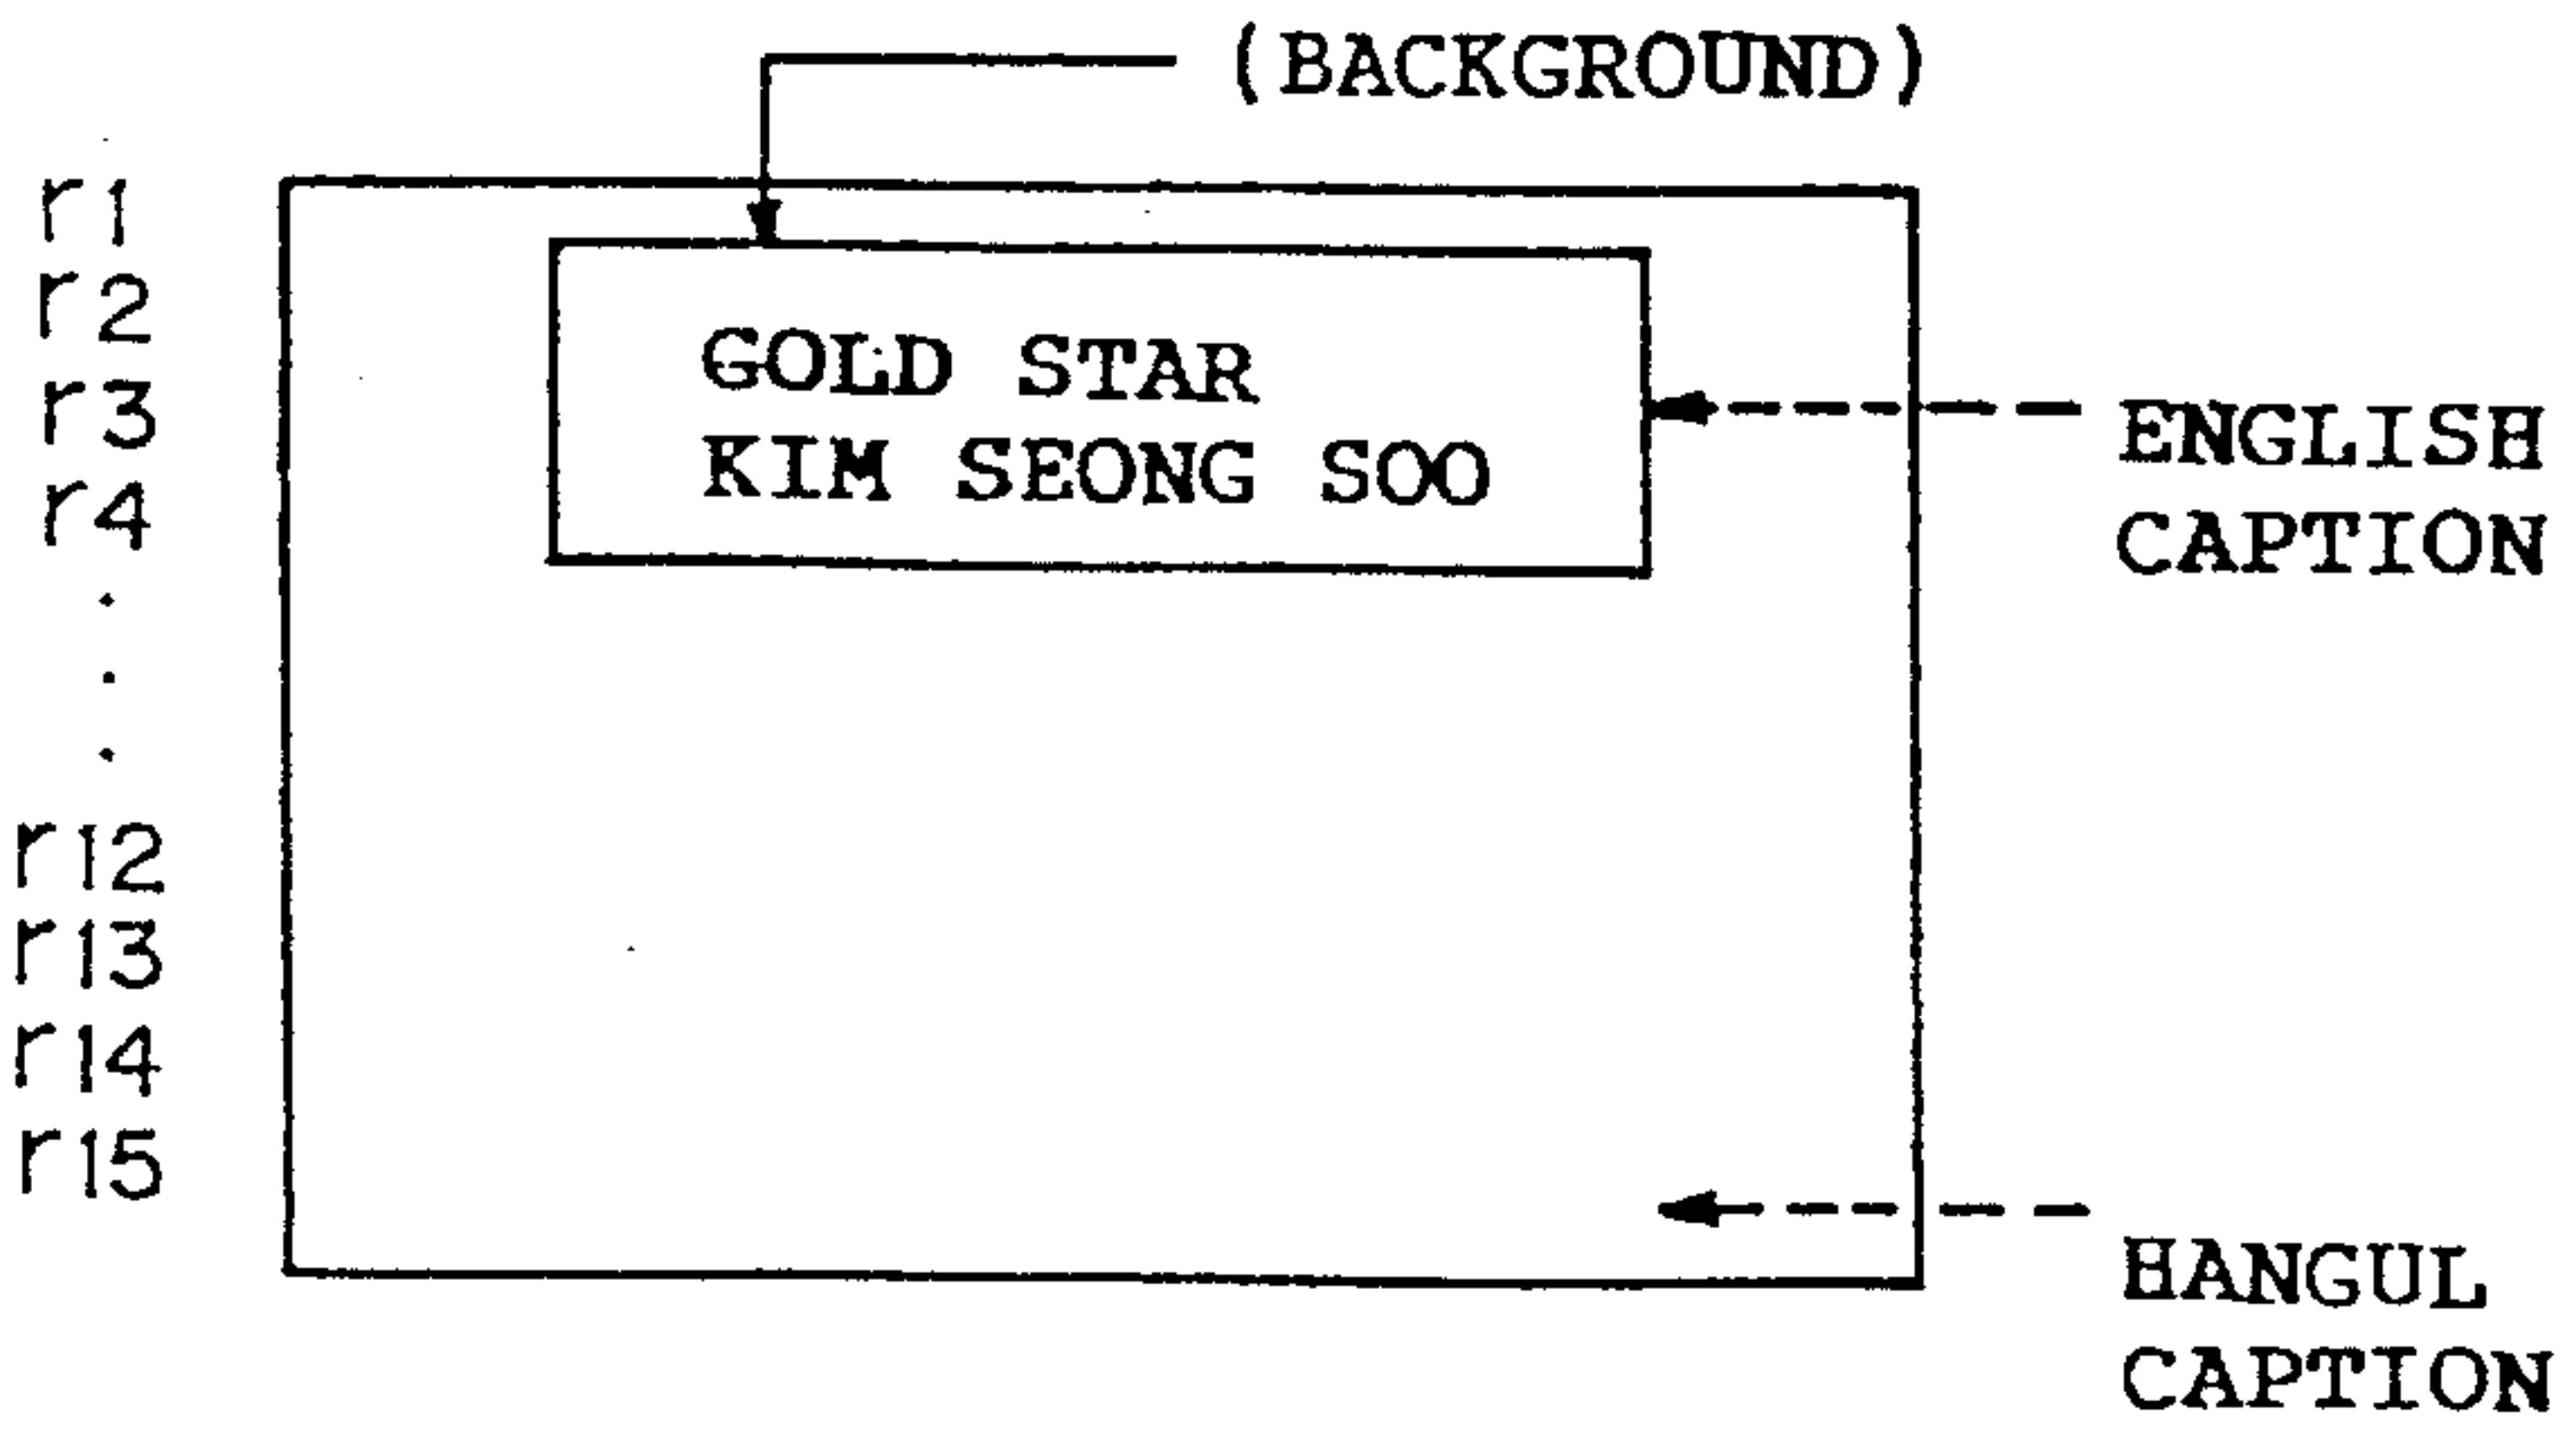 (BACKGROUND)
r1
r2
r3
r4
.
.
.
r12
r13
r14
r15
GOLD STAR
KIM SEONG SOO
ENGLISH
CAPTION
HANGUL
CAPTION